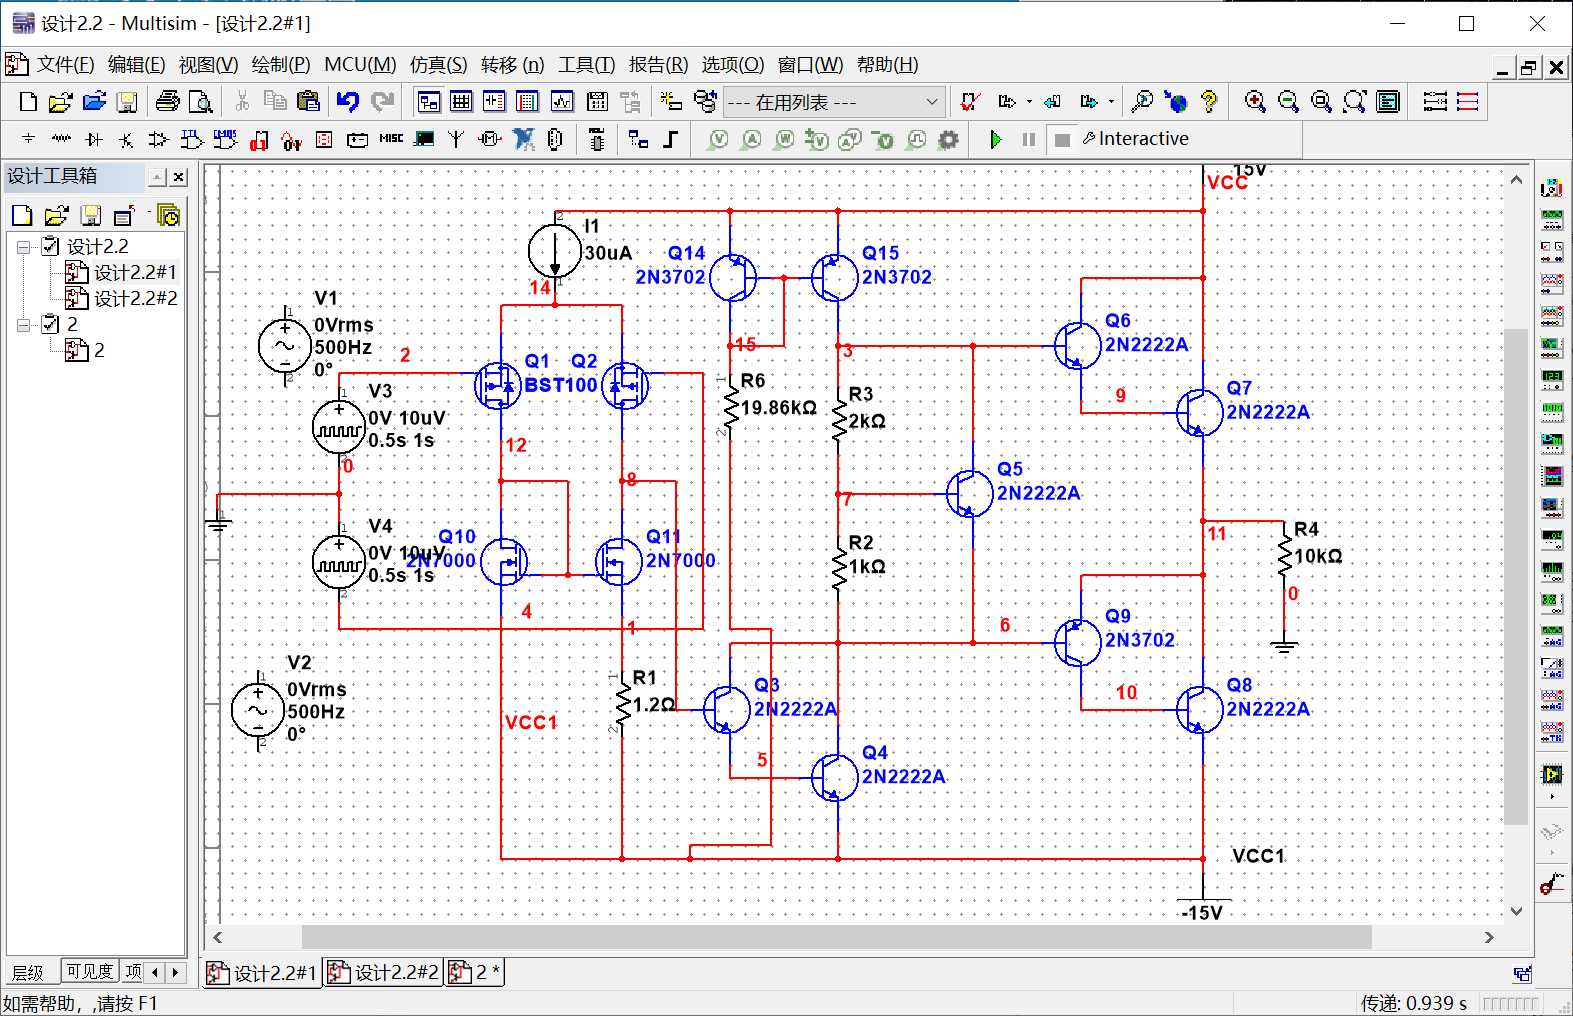 设计2.2 - Multisim - [设计2.2#1]
文件(F) 编辑(E) 视图(V) 绘制(P) MCU(M) 仿真(S) 转移 (n) 工具(T) 报告(R) 选项(O) 窗口(W) 帮助(H)
--- 在用列表 ---
MISC
Interactive
设计工具箱
设计2.2
设计2.2#1
设计2.2#2
2
2
15V
VCC
I1
30uA
14
Q14
2N3702
Q15
2N3702
V1
0Vrms
500Hz
0°
2
Q1
BST100
Q2
15
3
Q6
2N2222A
V3
0V 10uV
0.5s 1s
0
R6
19.86kΩ
R3
2kΩ
9
Q7
2N2222A
12
8
7
Q5
2N2222A
V4
0V 10uV
0.5s 1s
Q10
2N7000
Q11
2N7000
R2
1kΩ
11
R4
10kΩ
0
4
1
6
Q9
2N3702
V2
0Vrms
500Hz
0°
VCC1
R1
1.2Ω
Q3
2N2222A
10
Q8
2N2222A
5
Q4
2N2222A
VCC1
-15V
层级 可见度 项
设计2.2#1 设计2.2#2 2 *
如需帮助，,请按 F1
传递: 0.939 s